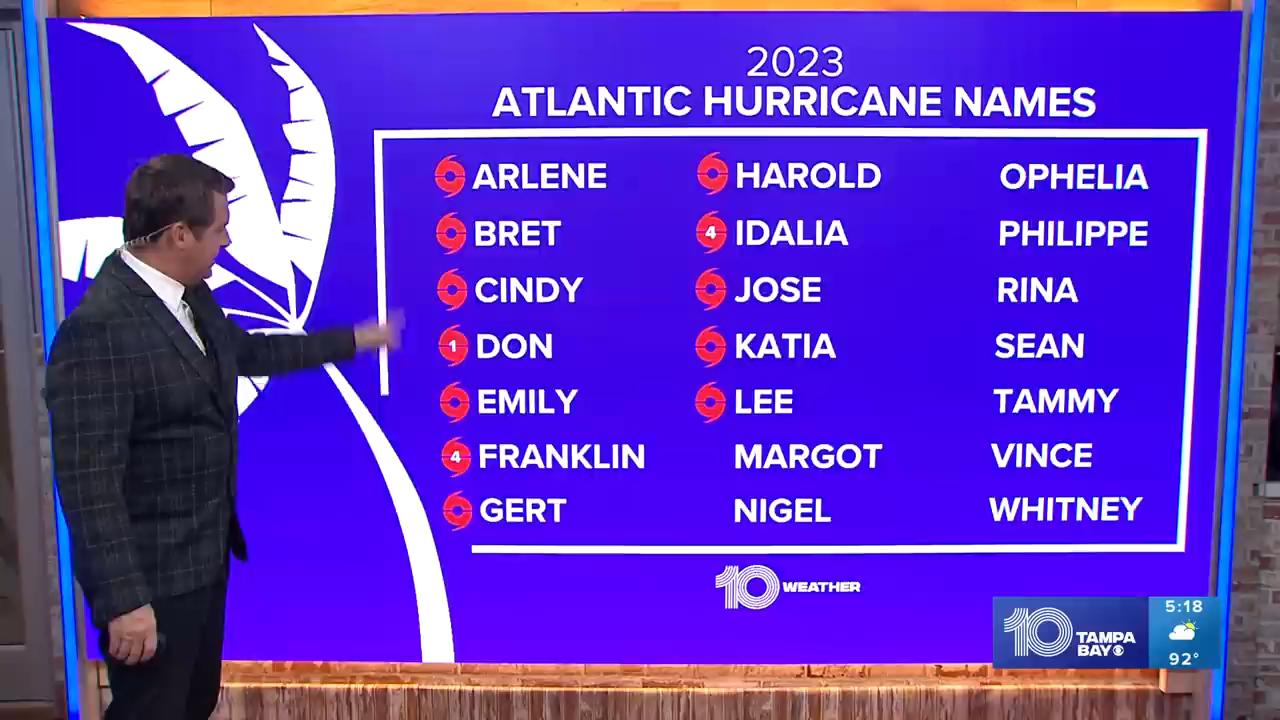 2023
ATLANTIC HURRICANE NAMES
ARLENE
BRET
CINDY
1 DON
EMILY
4 FRANKLIN
GERT
HAROLD
4 IDALIA
JOSE
KATIA
LEE
MARGOT
NIGEL
OPHELIA
PHILIPPE
RINA
SEAN
TAMMY
VINCE
WHITNEY
10 WEATHER
10 TAMPA
BAY
5:18
92°